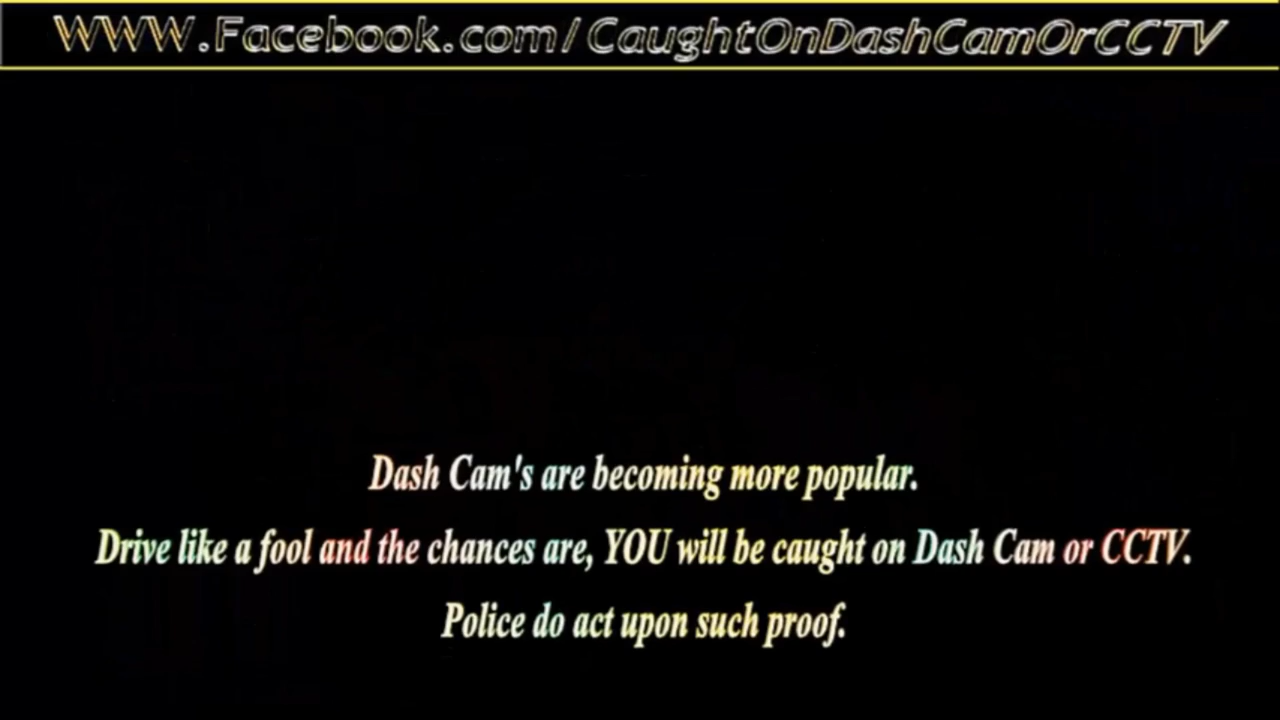 WWW.Facebook.com/CaughtOnDashCamOrCCTV
Dash Cam's are becoming more popular.
Drive like a fool and the chances are, YOU will be caught on Dash Cam or CCTV.
Police do act upon such proof.